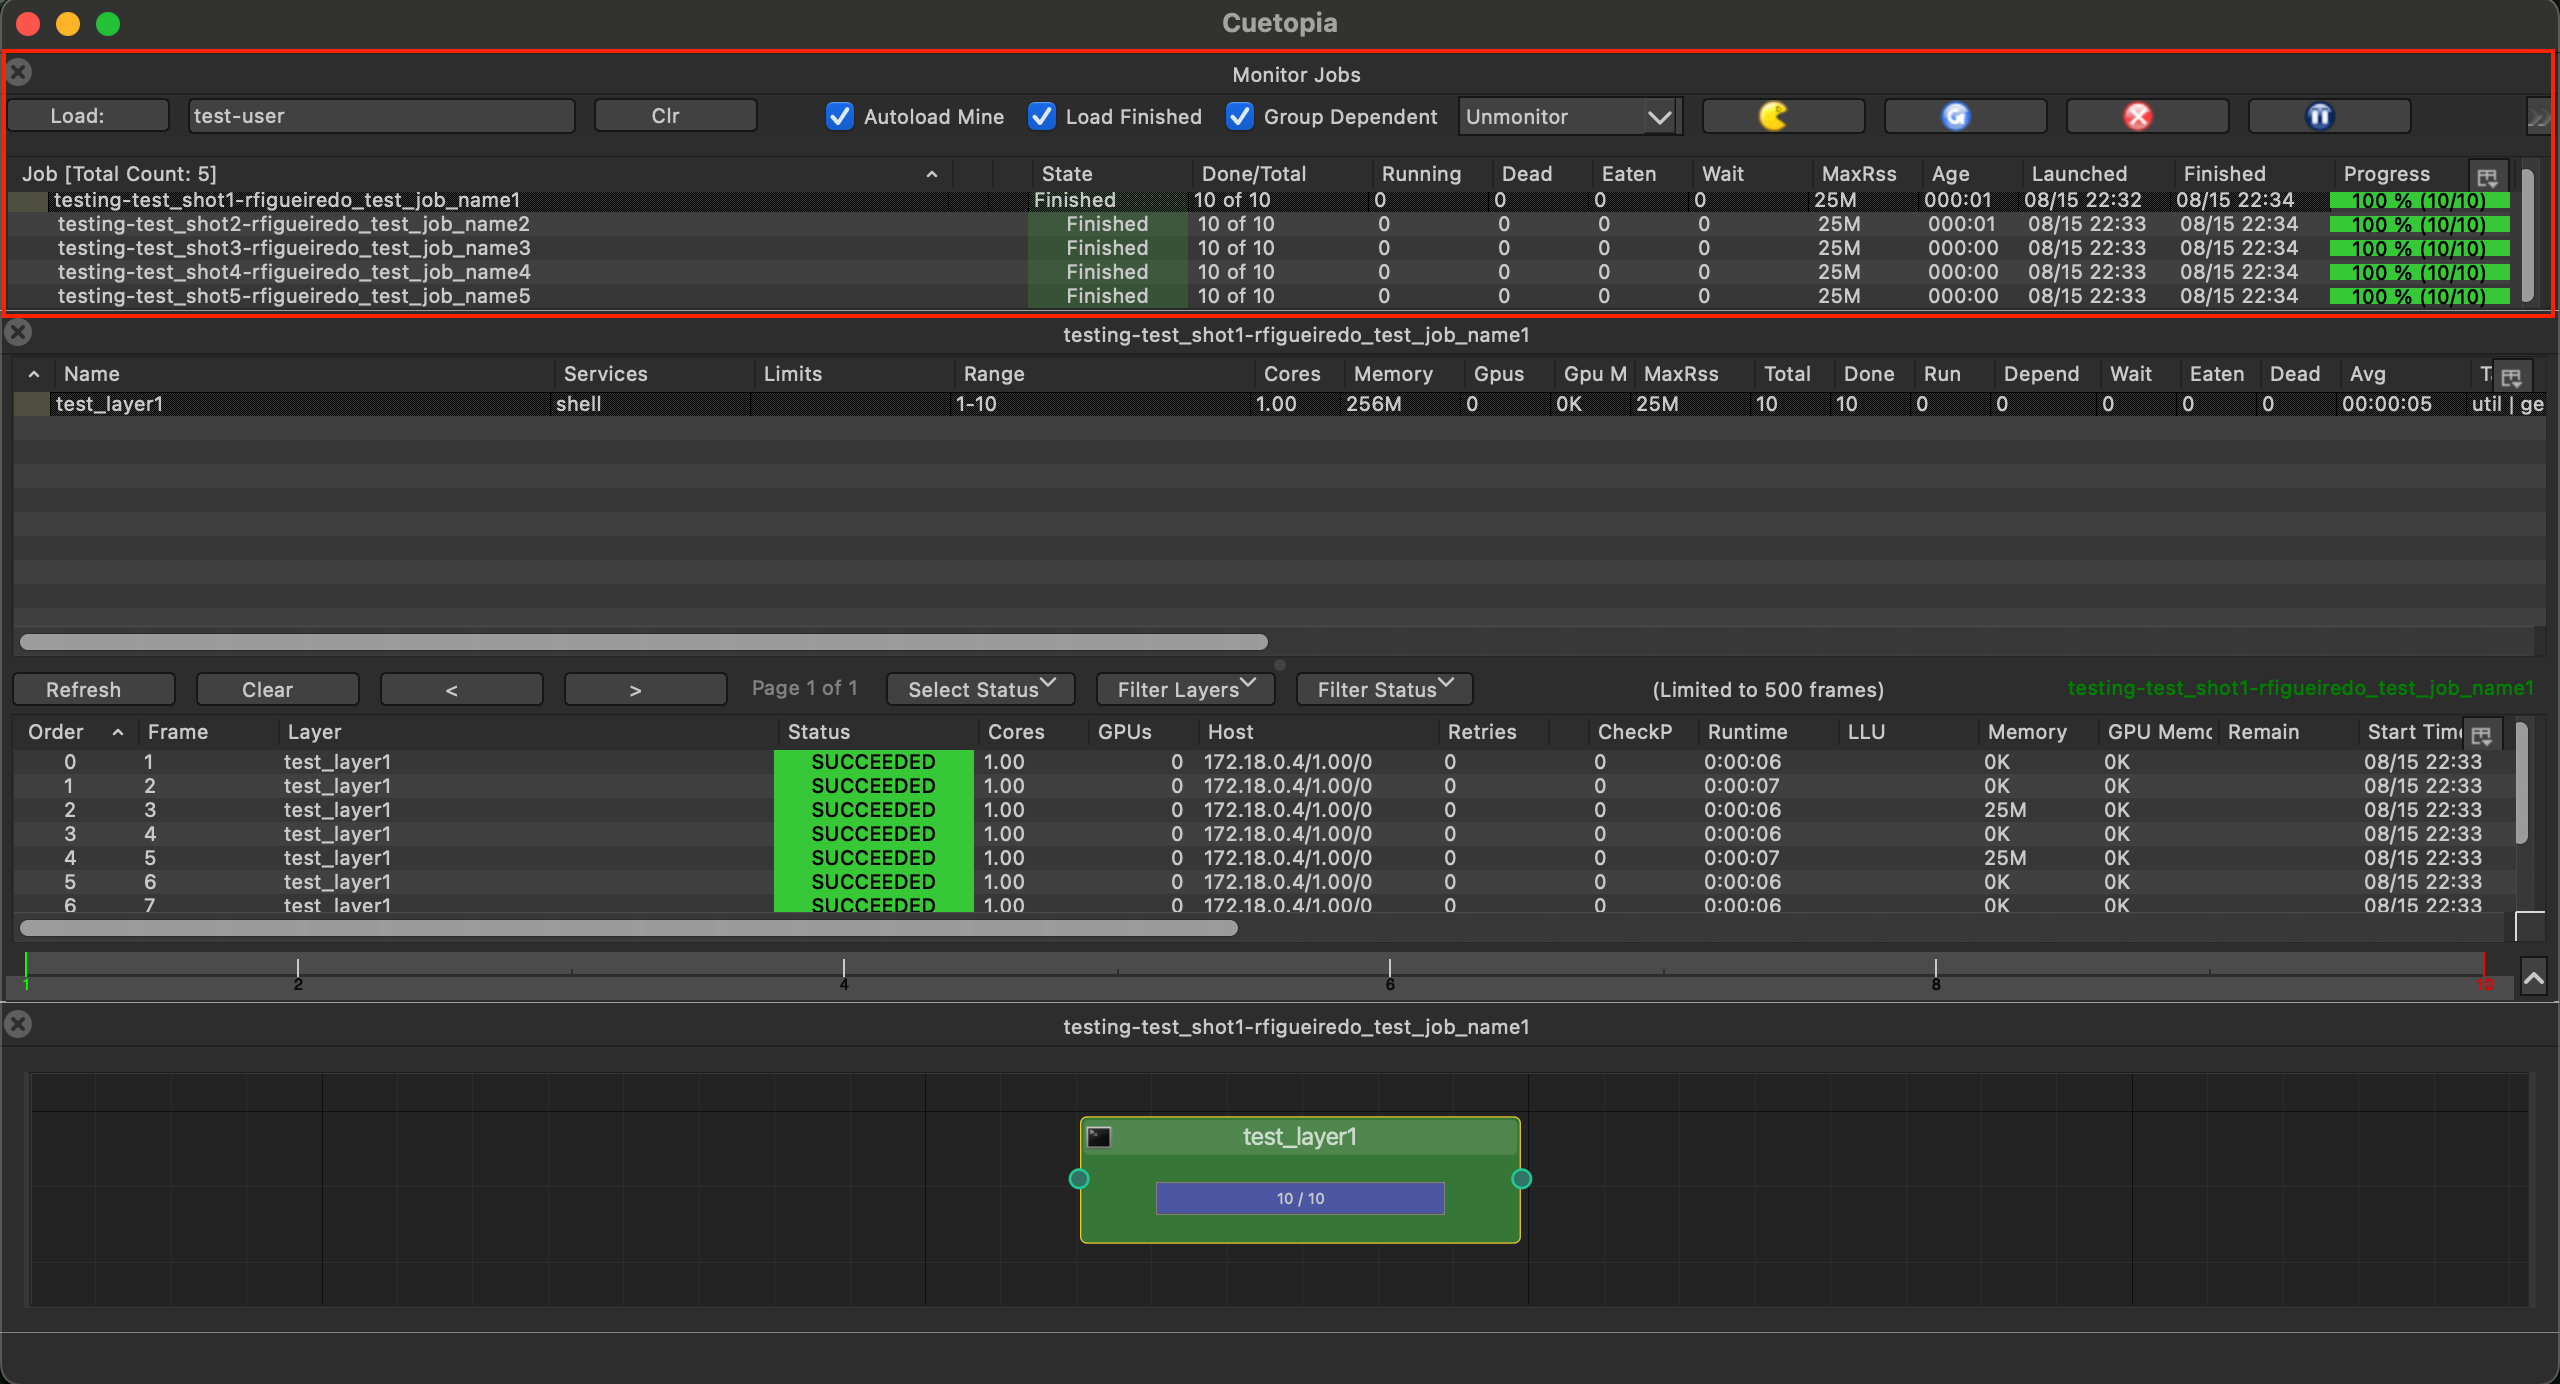 Cuetopia
Monitor Jobs
Load: test-user Clr Autoload Mine Load Finished Group Dependent Unmonitor
Job [Total Count: 5] State Done/Total Running Dead Eaten Wait MaxRss Age Launched Finished Progress
testing-test_shot1-rfigueiredo_test_job_name1 Finished 10 of 10 0 0 0 0 25M 000:01 08/15 22:32 08/15 22:34 100 % (10/10)
testing-test_shot2-rfigueiredo_test_job_name2 Finished 10 of 10 0 0 0 0 25M 000:01 08/15 22:33 08/15 22:34 100 % (10/10)
testing-test_shot3-rfigueiredo_test_job_name3 Finished 10 of 10 0 0 0 0 25M 000:00 08/15 22:33 08/15 22:34 100 % (10/10)
testing-test_shot4-rfigueiredo_test_job_name4 Finished 10 of 10 0 0 0 0 25M 000:00 08/15 22:33 08/15 22:34 100 % (10/10)
testing-test_shot5-rfigueiredo_test_job_name5 Finished 10 of 10 0 0 0 0 25M 000:00 08/15 22:33 08/15 22:34 100 % (10/10)
testing-test_shot1-rfigueiredo_test_job_name1
Name Services Limits Range Cores Memory Gpus Gpu M MaxRss Total Done Run Depend Wait Eaten Dead Avg T
test_layer1 shell 1-10 1.00 256M 0 0K 25M 10 10 0 0 0 0 0 00:00:05 util | ge
Refresh Clear < > Page 1 of 1 Select Status Filter Layers Filter Status (Limited to 500 frames) testing-test_shot1-rfigueiredo_test_job_name1
Order Frame Layer Status Cores GPUs Host Retries CheckP Runtime LLU Memory GPU Memo Remain Start Time
0 1 test_layer1 SUCCEEDED 1.00 0 172.18.0.4/1.00/0 0 0 0:00:06 0K 0K 08/15 22:33
1 2 test_layer1 SUCCEEDED 1.00 0 172.18.0.4/1.00/0 0 0 0:00:07 0K 0K 08/15 22:33
2 3 test_layer1 SUCCEEDED 1.00 0 172.18.0.4/1.00/0 0 0 0:00:06 25M 0K 08/15 22:33
3 4 test_layer1 SUCCEEDED 1.00 0 172.18.0.4/1.00/0 0 0 0:00:06 0K 0K 08/15 22:33
4 5 test_layer1 SUCCEEDED 1.00 0 172.18.0.4/1.00/0 0 0 0:00:07 25M 0K 08/15 22:33
5 6 test_layer1 SUCCEEDED 1.00 0 172.18.0.4/1.00/0 0 0 0:00:06 0K 0K 08/15 22:33
6 7 test_layer1 SUCCEEDED 1.00 0 172.18.0.4/1.00/0 0 0 0:00:06 0K 0K 08/15 22:33
1 2 4 6 8 10
testing-test_shot1-rfigueiredo_test_job_name1
test_layer1
10 / 10